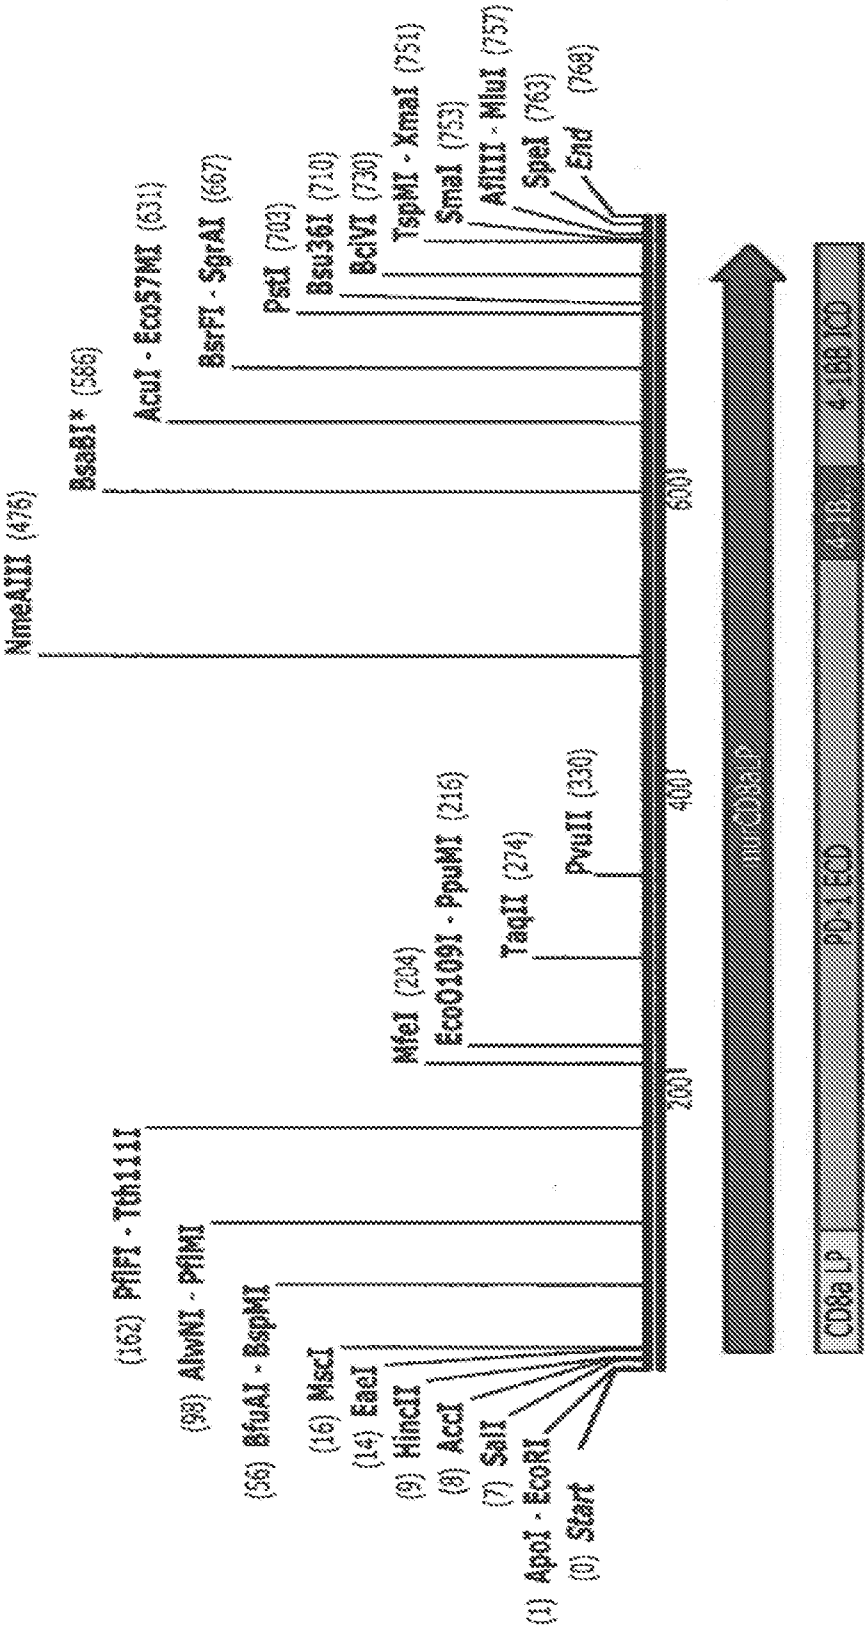 (0) Start
(1) ApoI - EcoRI
(7) SalI
(8) AccI
(9) HincII
(14) EaeI
(16) MscI
(56) BfuAI - BspMI
(98) AlwNI - PflMI
(162) PflFI - Tth111I
MfeI (204)
EcoO109I - PpuMI (216)
TaqII (274)
PvuII (330)
NmeAIII (476)
BsaBI* (586)
AcuI - Eco57MI (631)
BsrFI - SgrAI (667)
PstI (703)
Bsu36I (710)
BciVI (730)
TspMI - XmaI (751)
SmaI (753)
AflIII - MluI (757)
SpeI (763)
End (768)
200
400
600
CD8a LP
PD-1 ECD
4-1BB ICD